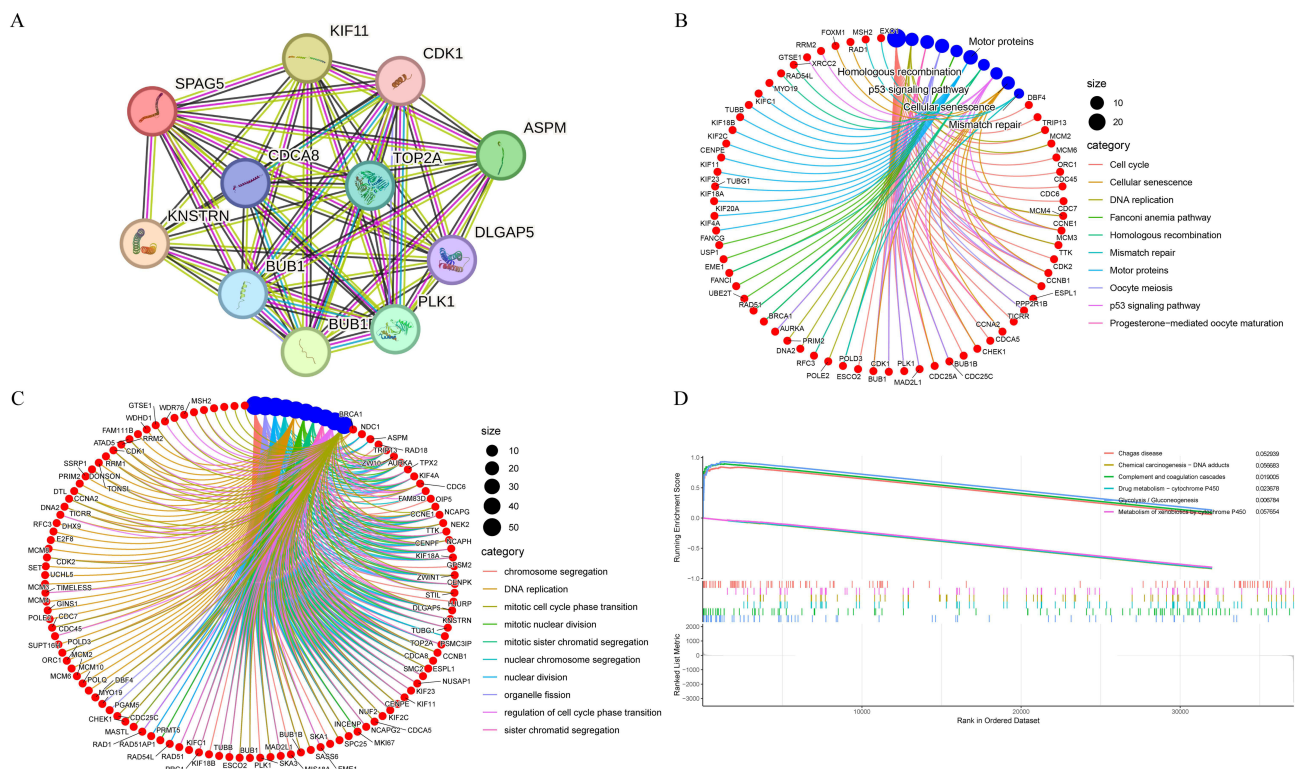 A
KIF11
CDK1
SPAG5
ASPM
CDCA8
TOP2A
KNSTRN
DLGAP5
BUB1
PLK1
B
EXO1
MSH2
FOXM1
RAD1
RRM2
GTSE1
XRCC2
RAD54L
MYO19
KIFC1
TUBB
KIF18B
KIF2C
CENPE
KIF11
KIF23
TUBG1
KIF18A
KIF20A
KIF4A
FANCG
USP1
EME1
FANCI
UBE2T
RAD51
BRCA1
AURKA
PRIM2
DNA2
RFC3
POLE2
POLD3
ESCO2
CDK1
BUB1
PLK1
MAD2L1
CDC25A
BUB1B
CDC25C
CHEK1
CDCA5
CCNA2
TICRR
PPP2R1B
ESPL1
CCNB1
CDK2
TTK
MCM3
CCNE1
MCM4
CDC7
CDC6
CDC45
ORC1
MCM6
MCM2
TRIP13
DBF4
Motor proteins
Homologous recombination
p53 signaling pathway
Cellular senescence
Mismatch repair
size
10
20
category
Cell cycle
Cellular senescence
DNA replication
Fanconi anemia pathway
Homologous recombination
Mismatch repair
Motor proteins
Oocyte meiosis
p53 signaling pathway
Progesterone−mediated oocyte maturation
C
BRCA1
MSH2
GTSE1
WDR76
WDHD1
FAM111B
RRM2
ATAD5
CDK1
SSRP1
RRM1
PRIM2
DONSON
DTL
TONSL
CCNA2
DNA2
TICRR
RFC3
DHX9
E2F8
CDK2
SET
UCHL5
TIMELESS
GINS1
CDC7
CDC45
POLD3
SUPT16H
MCM2
ORC1
MCM10
MCM6
POLQ
DBF4
MYO19
PGAM5
CDC25C
CHEK1
MASTL
PRMT5
RAD1
RAD51AP1
RAD54L
RAD51
KIFC1
KIF18B
TUBB
ESCO2
BUB1
PLK1
MAD2L1
SKA3
BUB1B
SKA1
SASS6
SPC25
MKI67
INCENP
NCAPG2
CDCA5
NUF2
KIF2C
CENPE
KIF11
KIF23
NUSAP1
SMC2
ESPL1
CDCA8
CCNB1
TOP2A
PSMC3IP
TUBG1
KNSTRN
DLGAP5
HJURP
STIL
CENPK
ZWINT
GPSM2
KIF18A
NCAPH
CENPF
TTK
NEK2
CCNE1
NCAPG
OIP5
FAM83D
CDC6
KIF4A
TPX2
AURKA
RAD18
TRIP13
ASPM
NDC1
size
10
20
30
40
50
category
chromosome segregation
DNA replication
mitotic cell cycle phase transition
mitotic nuclear division
mitotic sister chromatid segregation
nuclear chromosome segregation
nuclear division
organelle fission
regulation of cell cycle phase transition
sister chromatid segregation
D
Running Enrichment Score
1.0
0.5
0.0
−0.5
−1.0
Chagas disease 0.052939
Chemical carcinogenesis − DNA adducts 0.056683
Complement and coagulation cascades 0.019005
Drug metabolism − cytochrome P450 0.023678
Glycolysis / Gluconeogenesis 0.006784
Metabolism of xenobiotics by cytochrome P450 0.057654
Ranked List Metric
2000
1000
0
−1000
−2000
−3000
10000
20000
30000
Rank in Ordered Dataset